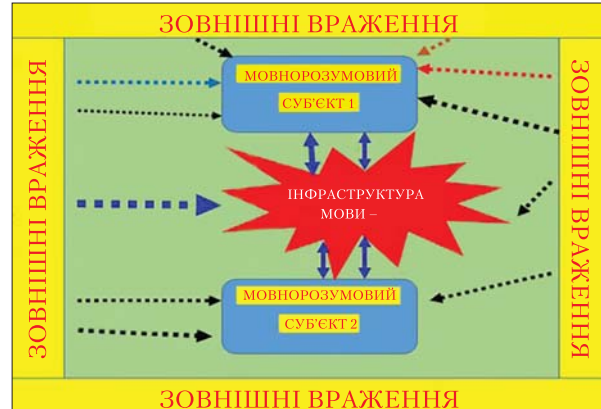 ЗОВНІШНІ ВРАЖЕННЯ
ЗОВНІШНІ ВРАЖЕННЯ
МОВНОРОЗУМОВИЙ
СУБ'ЄКТ 1
ІНФРАСТРУКТУРА
МОВИ –
МОВНОРОЗУМОВИЙ
СУБ'ЄКТ 2
ЗОВНІШНІ ВРАЖЕННЯ
ЗОВНІШНІ ВРАЖЕННЯ